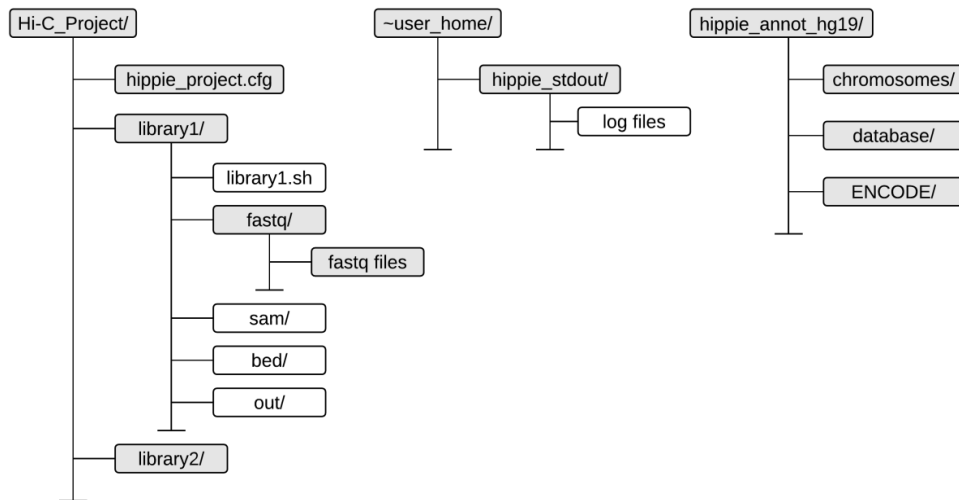 Hi-C_Project/
hippie_project.cfg
library1/
library1.sh
fastq/
fastq files
sam/
bed/
out/
library2/
~user_home/
hippie_stdout/
log files
hippie_annot_hg19/
chromosomes/
database/
ENCODE/